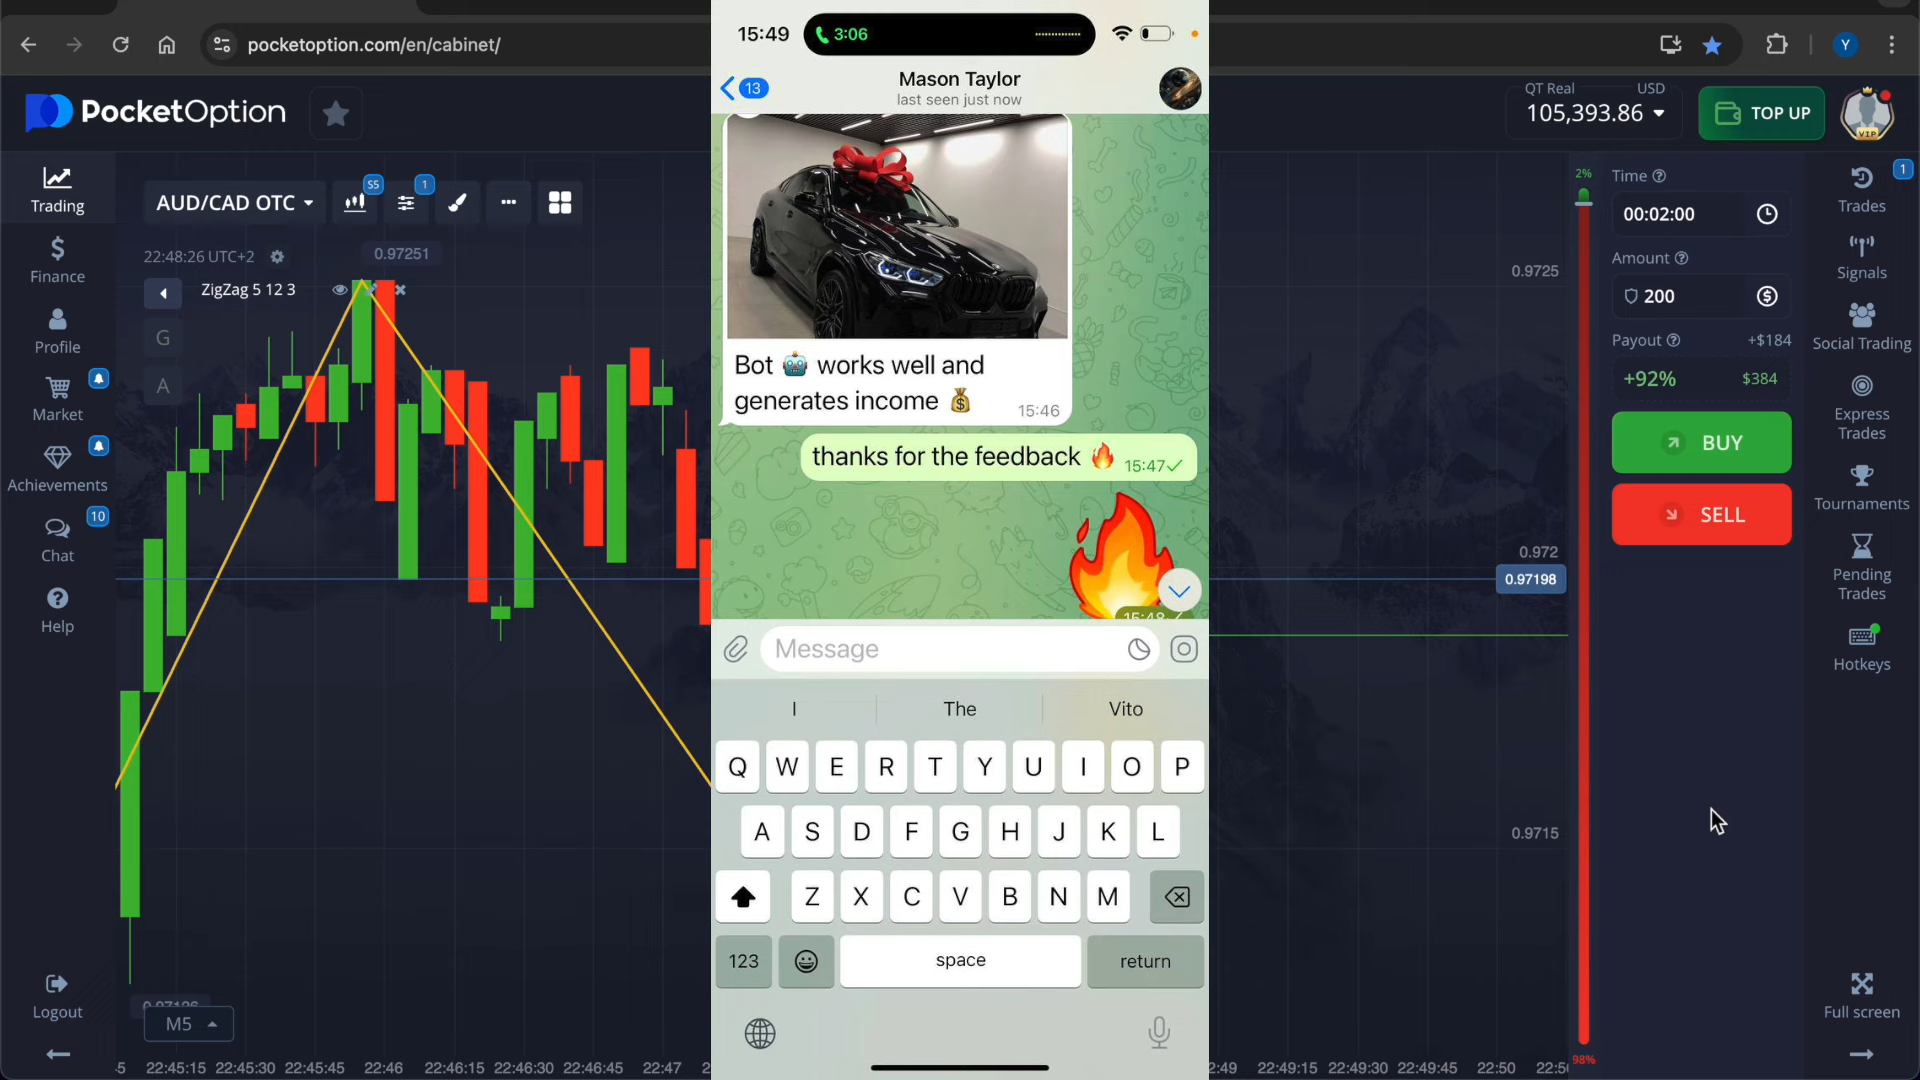 pocketoption.com/en/cabinet/
Y
PocketOption
QT Real
USD
105,393.86
TOP UP
VIP
Trading
Finance
Profile
Market
Achievements
10
Chat
Help
Logout
AUD/CAD OTC
S5
1
22:48:26 UTC+2
0.97251
ZigZag 5 12 3
G
A
M5
22:45:15
22:45:30
22:45:45
22:46
22:46:15
22:46:30
22:46:45
22:47
15:49
3:06
13
Mason Taylor
last seen just now
Bot 🤖 works well and
generates income 💰
15:46
thanks for the feedback 🔥
15:47
15:48
Message
I
The
Vito
Q W E R T Y U I O P
A S D F G H J K L
Z X C V B N M
123
space
return
0.9725
0.972
0.97198
0.9715
2%
98%
22:49:15
22:49:30
22:49:45
22:50
Time
00:02:00
Amount
200
Payout
+$184
+92%
$384
BUY
SELL
1
Trades
Signals
Social Trading
Express
Trades
Tournaments
Pending
Trades
Hotkeys
Full screen